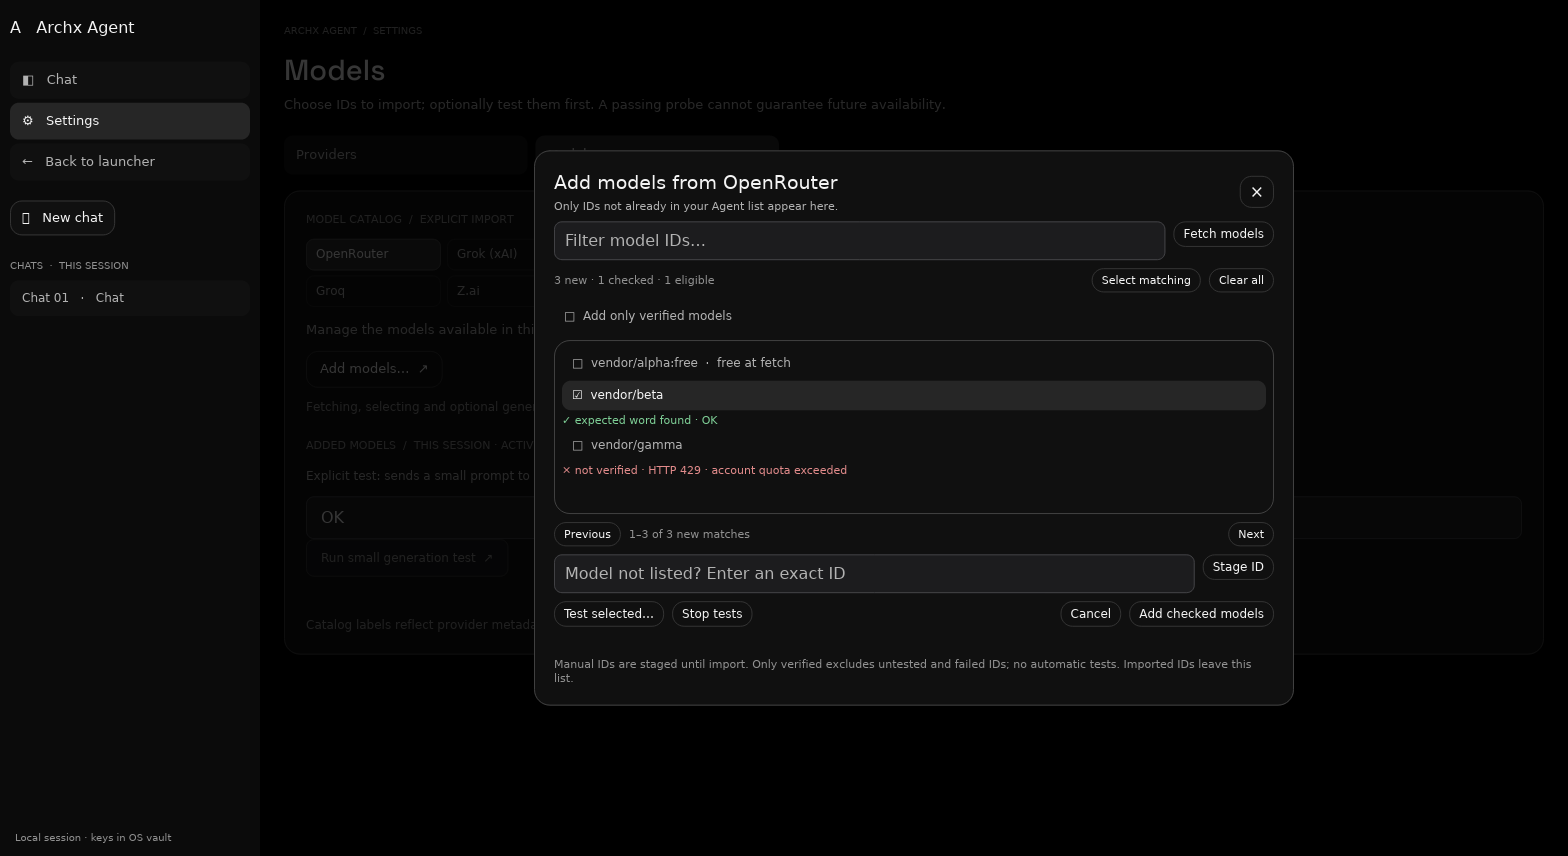 A Archx Agent
Chat
Settings
← Back to launcher
New chat
CHATS · THIS SESSION
Chat 01 · Chat
Local session · keys in OS vault
ARCHX AGENT / SETTINGS
Models
Choose IDs to import; optionally test them first. A passing probe cannot guarantee future availability.
Providers
MODEL CATALOG / EXPLICIT IMPORT
OpenRouter
Grok (xAI)
Groq
Z.ai
Manage the models available in thi
Add models… ↗
Fetching, selecting and optional gene
ADDED MODELS / THIS SESSION · ACTIV
Explicit test: sends a small prompt to
OK
Run small generation test ↗
Catalog labels reflect provider metada
Add models from OpenRouter
×
Only IDs not already in your Agent list appear here.
Filter model IDs…
Fetch models
3 new · 1 checked · 1 eligible
Select matching
Clear all
☐ Add only verified models
☐ vendor/alpha:free · free at fetch
☑ vendor/beta
✓ expected word found · OK
☐ vendor/gamma
× not verified · HTTP 429 · account quota exceeded
Previous
1–3 of 3 new matches
Next
Model not listed? Enter an exact ID
Stage ID
Test selected…
Stop tests
Cancel
Add checked models
Manual IDs are staged until import. Only verified excludes untested and failed IDs; no automatic tests. Imported IDs leave this
list.